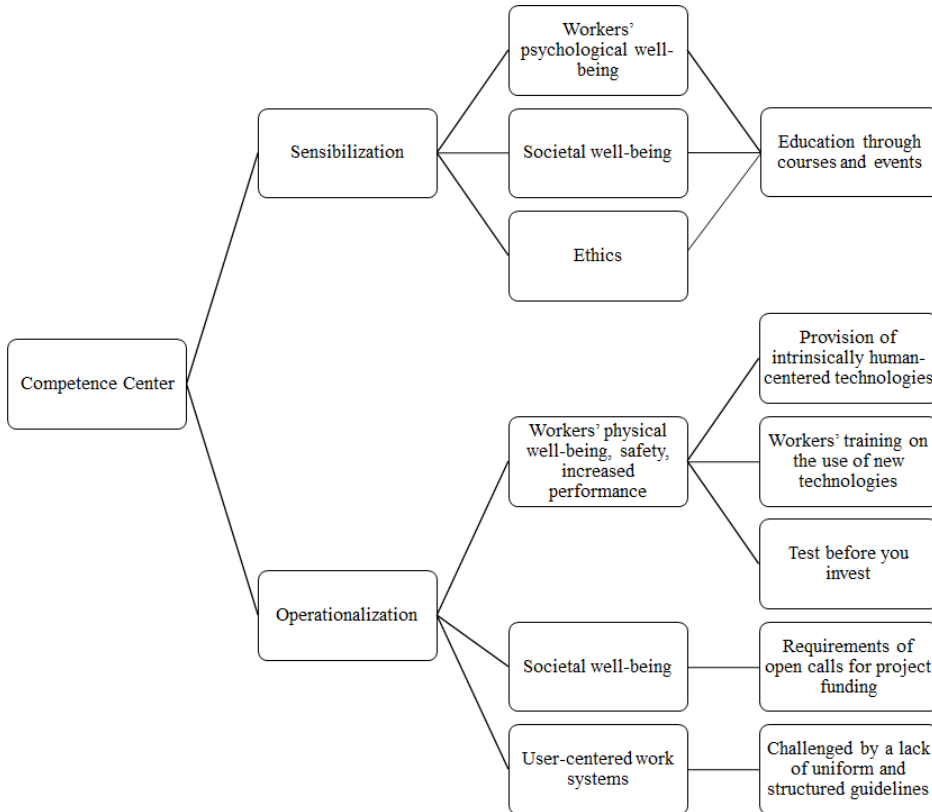 Workers’
psychological well-
being
Sensibilization
Societal well-being
Education through
courses and events
Ethics
Competence Center
Provision of
intrinsically human-
centered technologies
Workers’ physical
well-being, safety,
increased
performance
Workers’ training on
the use of new
technologies
Test before you
invest
Operationalization
Societal well-being
Requirements of
open calls for project
funding
User-centered work
systems
Challenged by a lack
of uniform and
structured guidelines